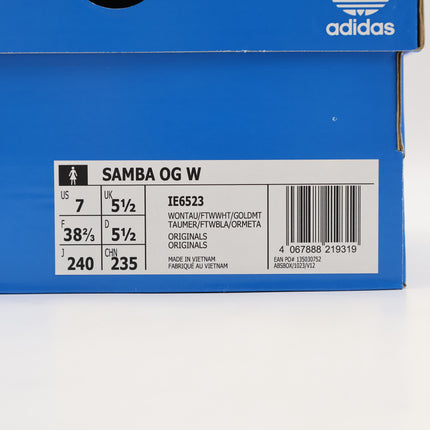 adidas
SAMBA OG W
US 7 UK 5½
F 38⅔ D 5½
J 240 CHN 235
IE6523
WONTAU/FTWWHT/GOLDMT
TAUMER/FTWBLA/ORMETA
ORIGINALS
ORIGINALS
MADE IN VIETNAM
FABRIQUÉ AU VIETNAM
4 067888 219319
EAN PO# 135030752
ABSBOX/1023/V12